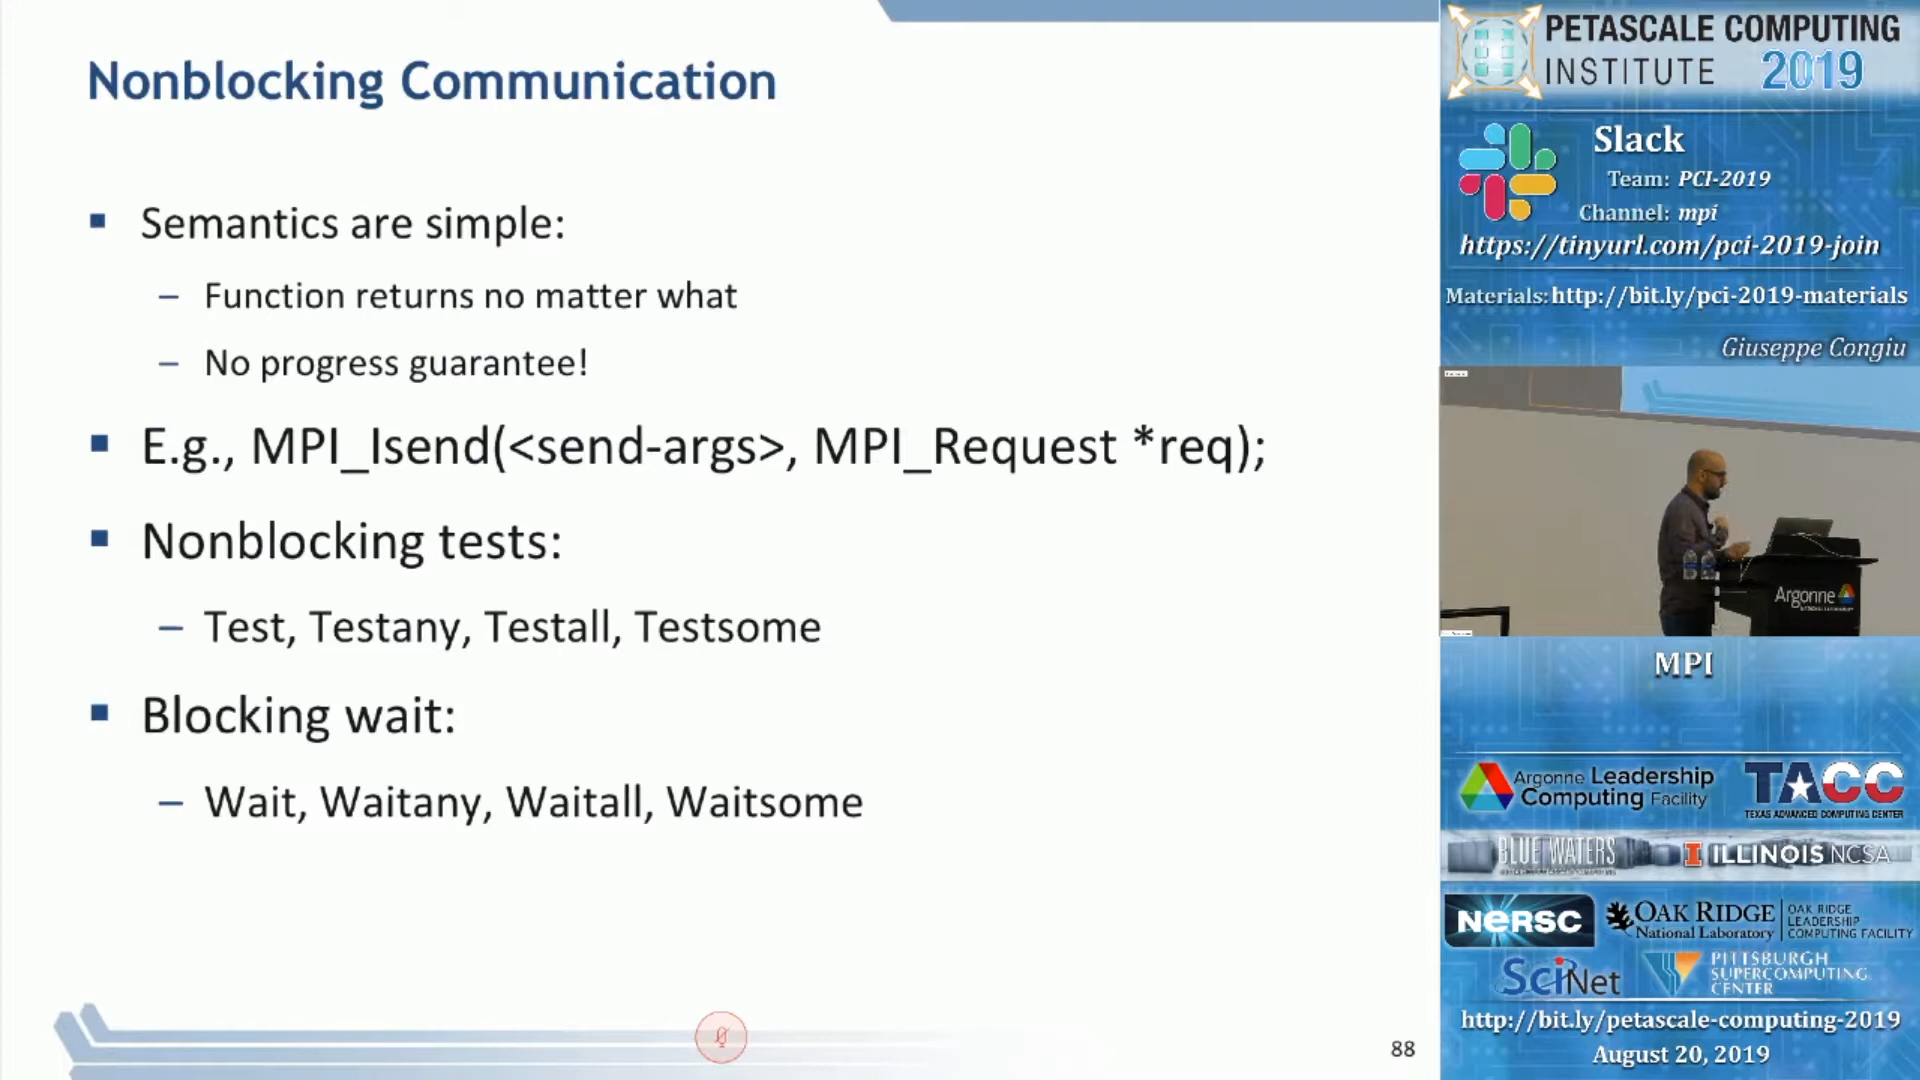 Nonblocking Communication
Semantics are simple:
– Function returns no matter what
– No progress guarantee!
E.g., MPI_Isend(<send-args>, MPI_Request *req);
Nonblocking tests:
– Test, Testany, Testall, Testsome
Blocking wait:
– Wait, Waitany, Waitall, Waitsome
88
PETASCALE COMPUTING
INSTITUTE 2019
Slack
Team: PCI-2019
Channel: mpi
https://tinyurl.com/pci-2019-join
Materials: http://bit.ly/pci-2019-materials
Giuseppe Congiu
Argonne
MPI
Argonne Leadership
Computing Facility
TACC
TEXAS ADVANCED COMPUTING CENTER
BLUE WATERS
I ILLINOIS NCSA
NERSC
OAK RIDGE
National Laboratory
OAK RIDGE
LEADERSHIP
COMPUTING FACILITY
SciNet
PITTSBURGH
SUPERCOMPUTING
CENTER
http://bit.ly/petascale-computing-2019
August 20, 2019